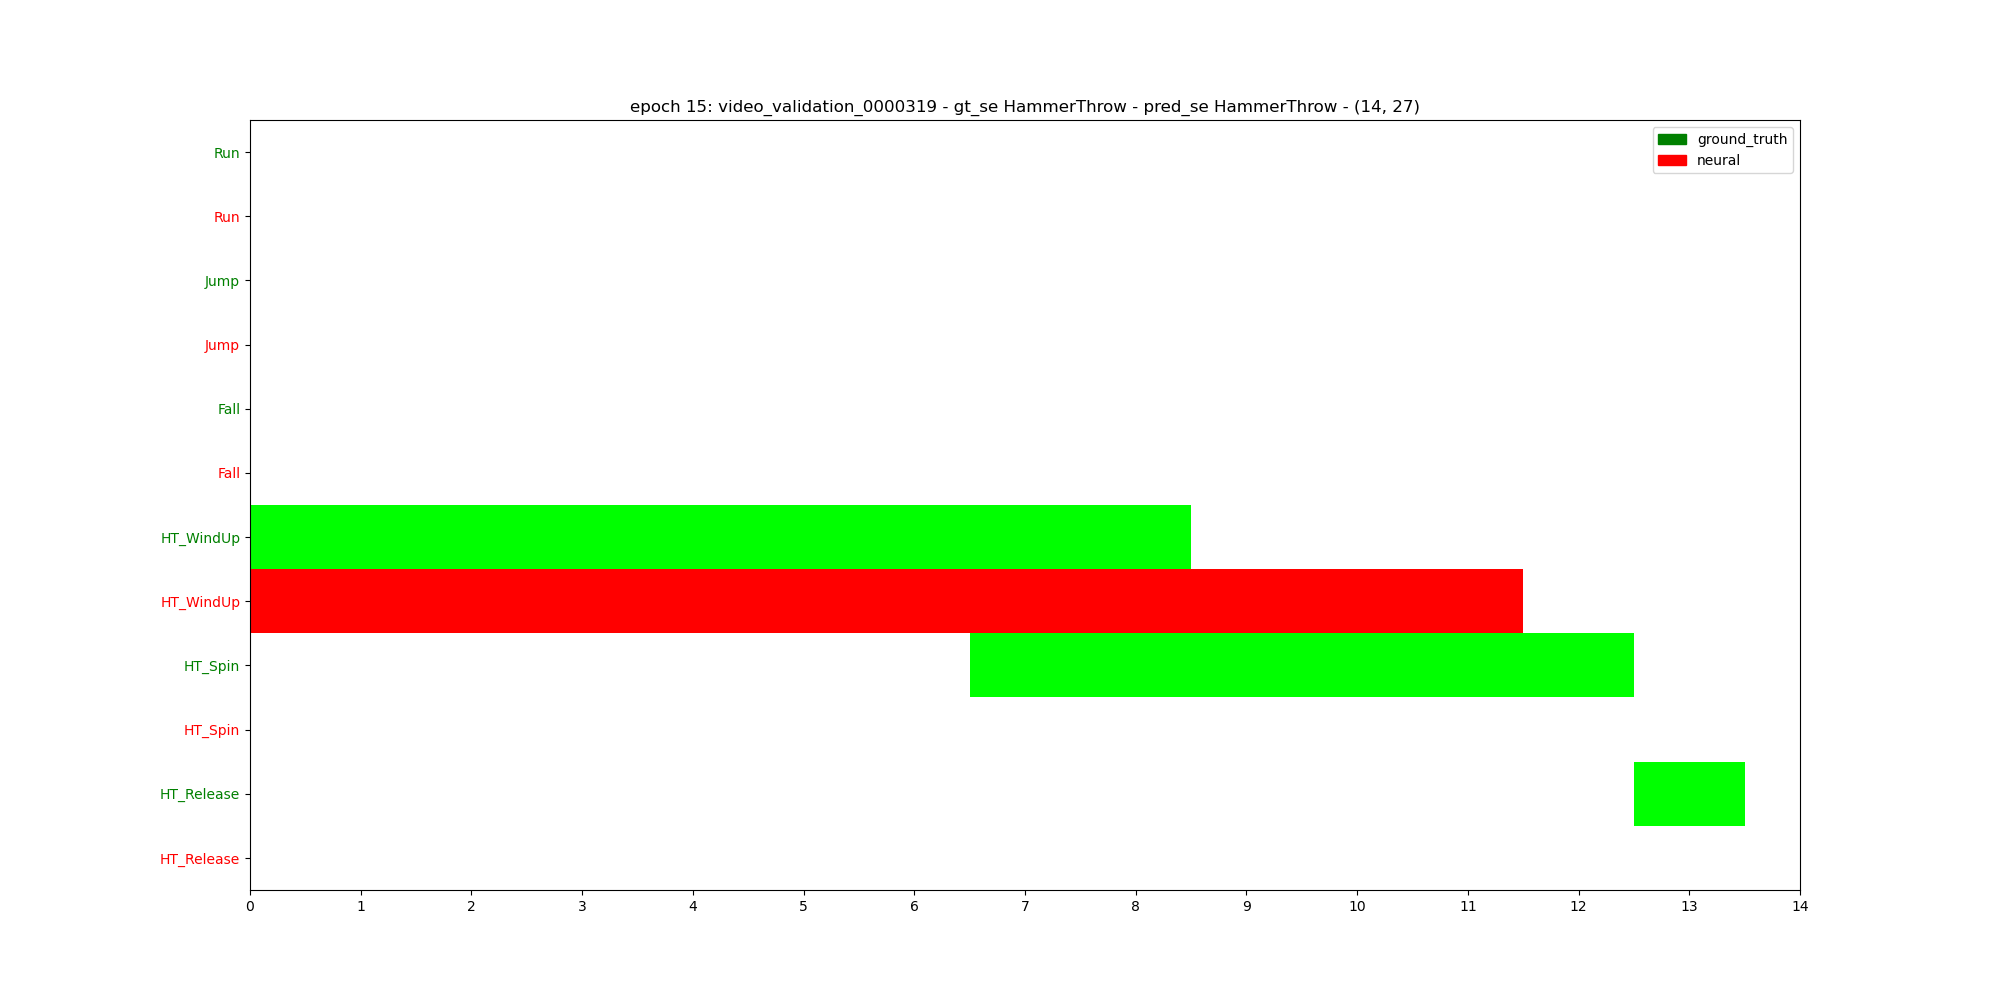 epoch 15: video_validation_0000319 - gt_se HammerThrow - pred_se HammerThrow - (14, 27)
ground_truth
neural
Run
Run
Jump
Jump
Fall
Fall
HT_WindUp
HT_WindUp
HT_Spin
HT_Spin
HT_Release
HT_Release
0 1 2 3 4 5 6 7 8 9 10 11 12 13 14